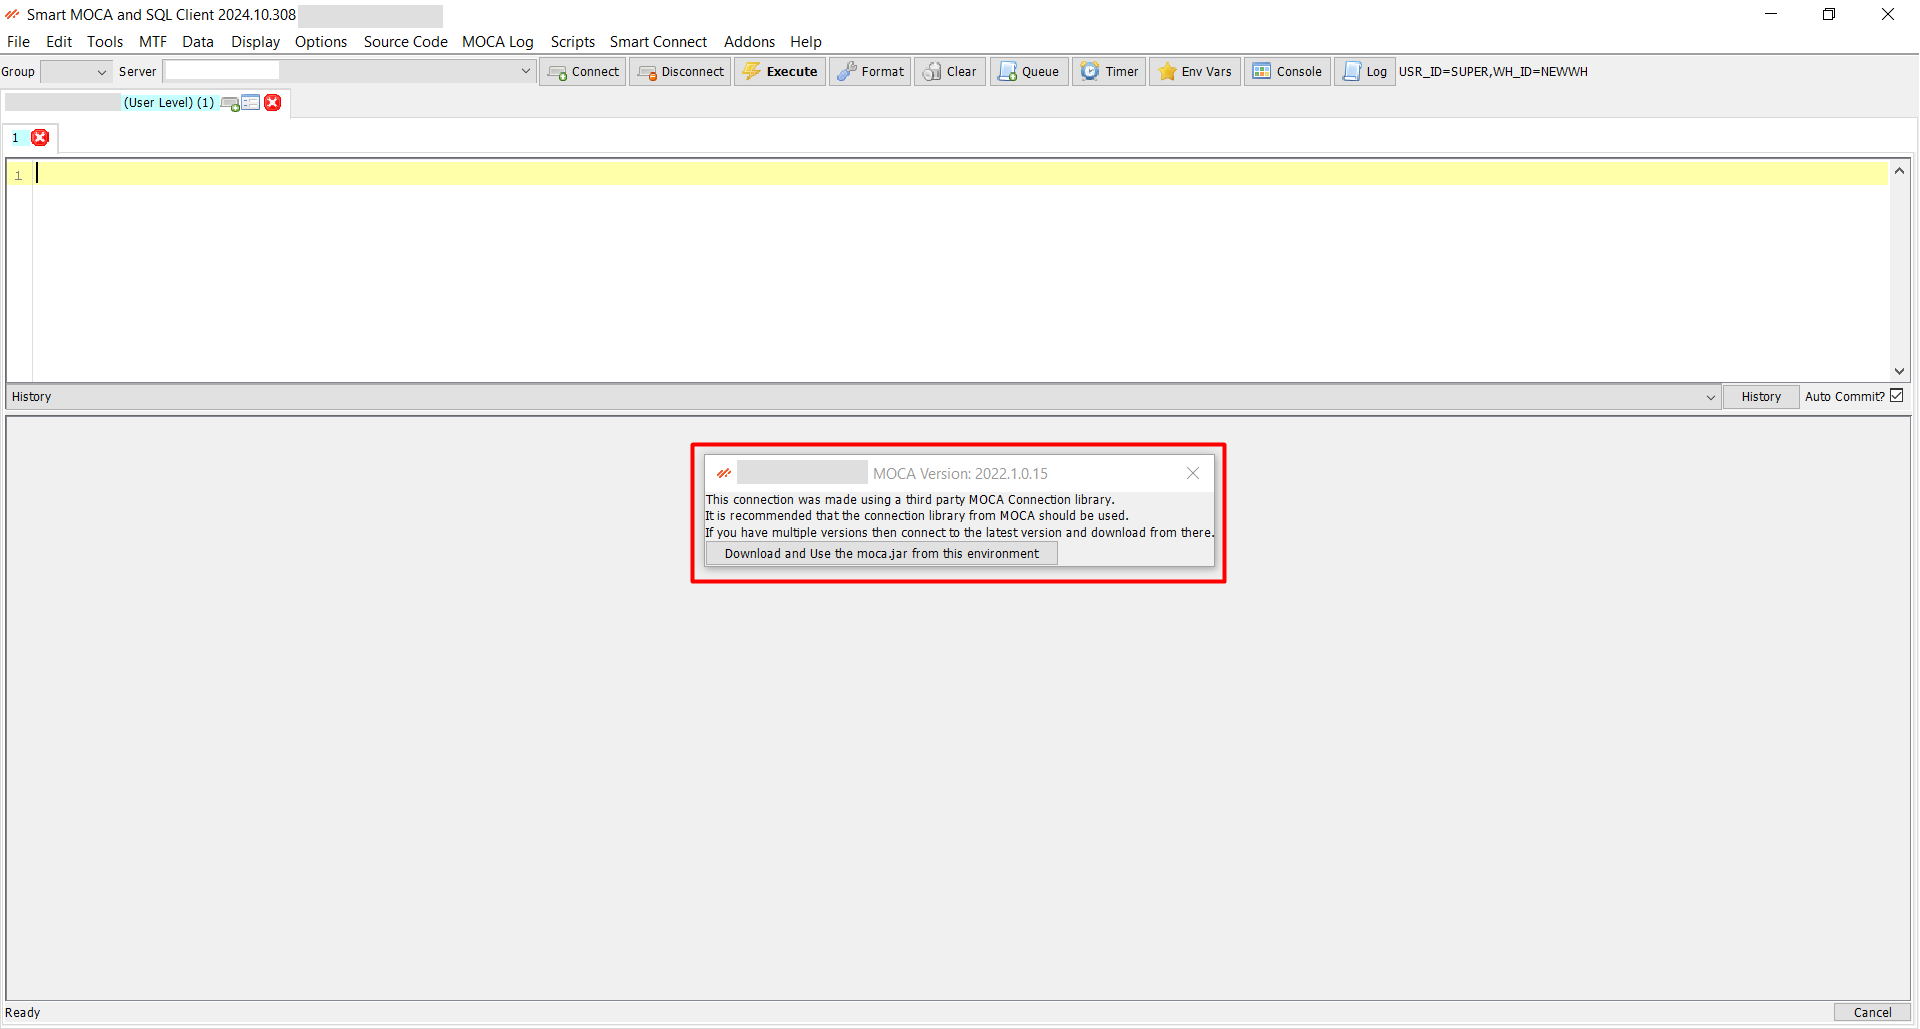 Smart MOCA and SQL Client 2024.10.308
File Edit Tools MTF Data Display Options Source Code MOCA Log Scripts Smart Connect Addons Help
Group Server Connect Disconnect Execute Format Clear Queue Timer Env Vars Console Log USR_ID=SUPER,WH_ID=NEWWH
(User Level) (1)
1
1
History History Auto Commit?
MOCA Version: 2022.1.0.15
This connection was made using a third party MOCA Connection library.
It is recommended that the connection library from MOCA should be used.
If you have multiple versions then connect to the latest version and download from there.
Download and Use the moca.jar from this environment
Ready Cancel